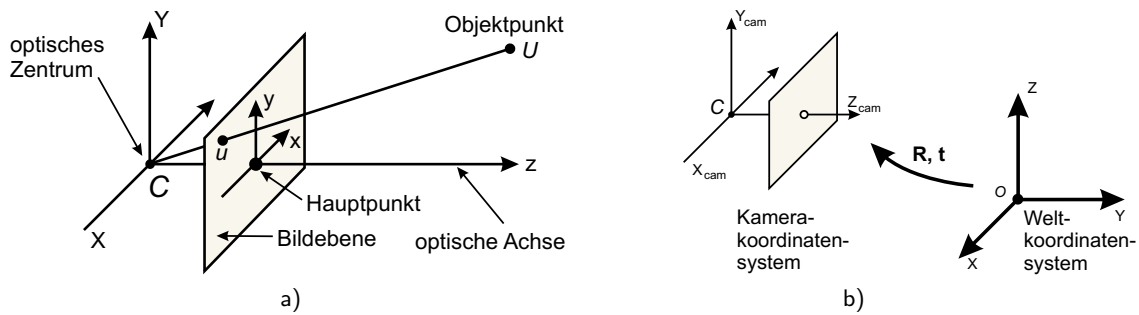 Y
optisches
Zentrum
Objektpunkt
U
y
x
u
C
z
Hauptpunkt
Bildebene
optische Achse
X
a)
Y_cam
C
Z_cam
X_cam
R, t
Z
O
Y
X
Kamera-
koordinaten-
system
Welt-
koordinaten-
system
b)